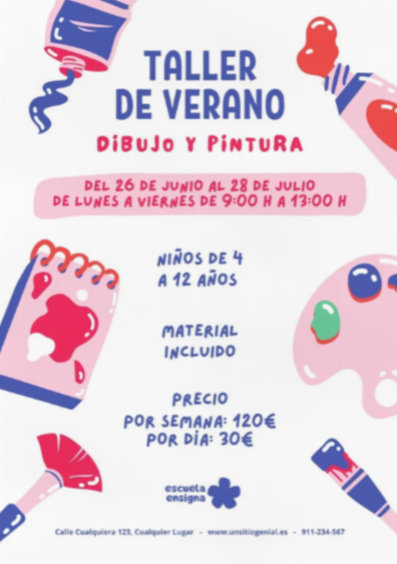 TALLER
DE VERANO
DIBUJO Y PINTURA
DEL 26 DE JUNIO AL 28 DE JULIO
DE LUNES A VIERNES DE 9:00 H A 13:00 H
NIÑOS DE 4
A 12 AÑOS
MATERIAL
INCLUIDO
PRECIO
POR SEMANA: 120€
POR DÍA: 30€
escuela
ensigna
Calle Cualquiera 123, Cualquier Lugar - www.unsitiogenial.es - 911-234-567